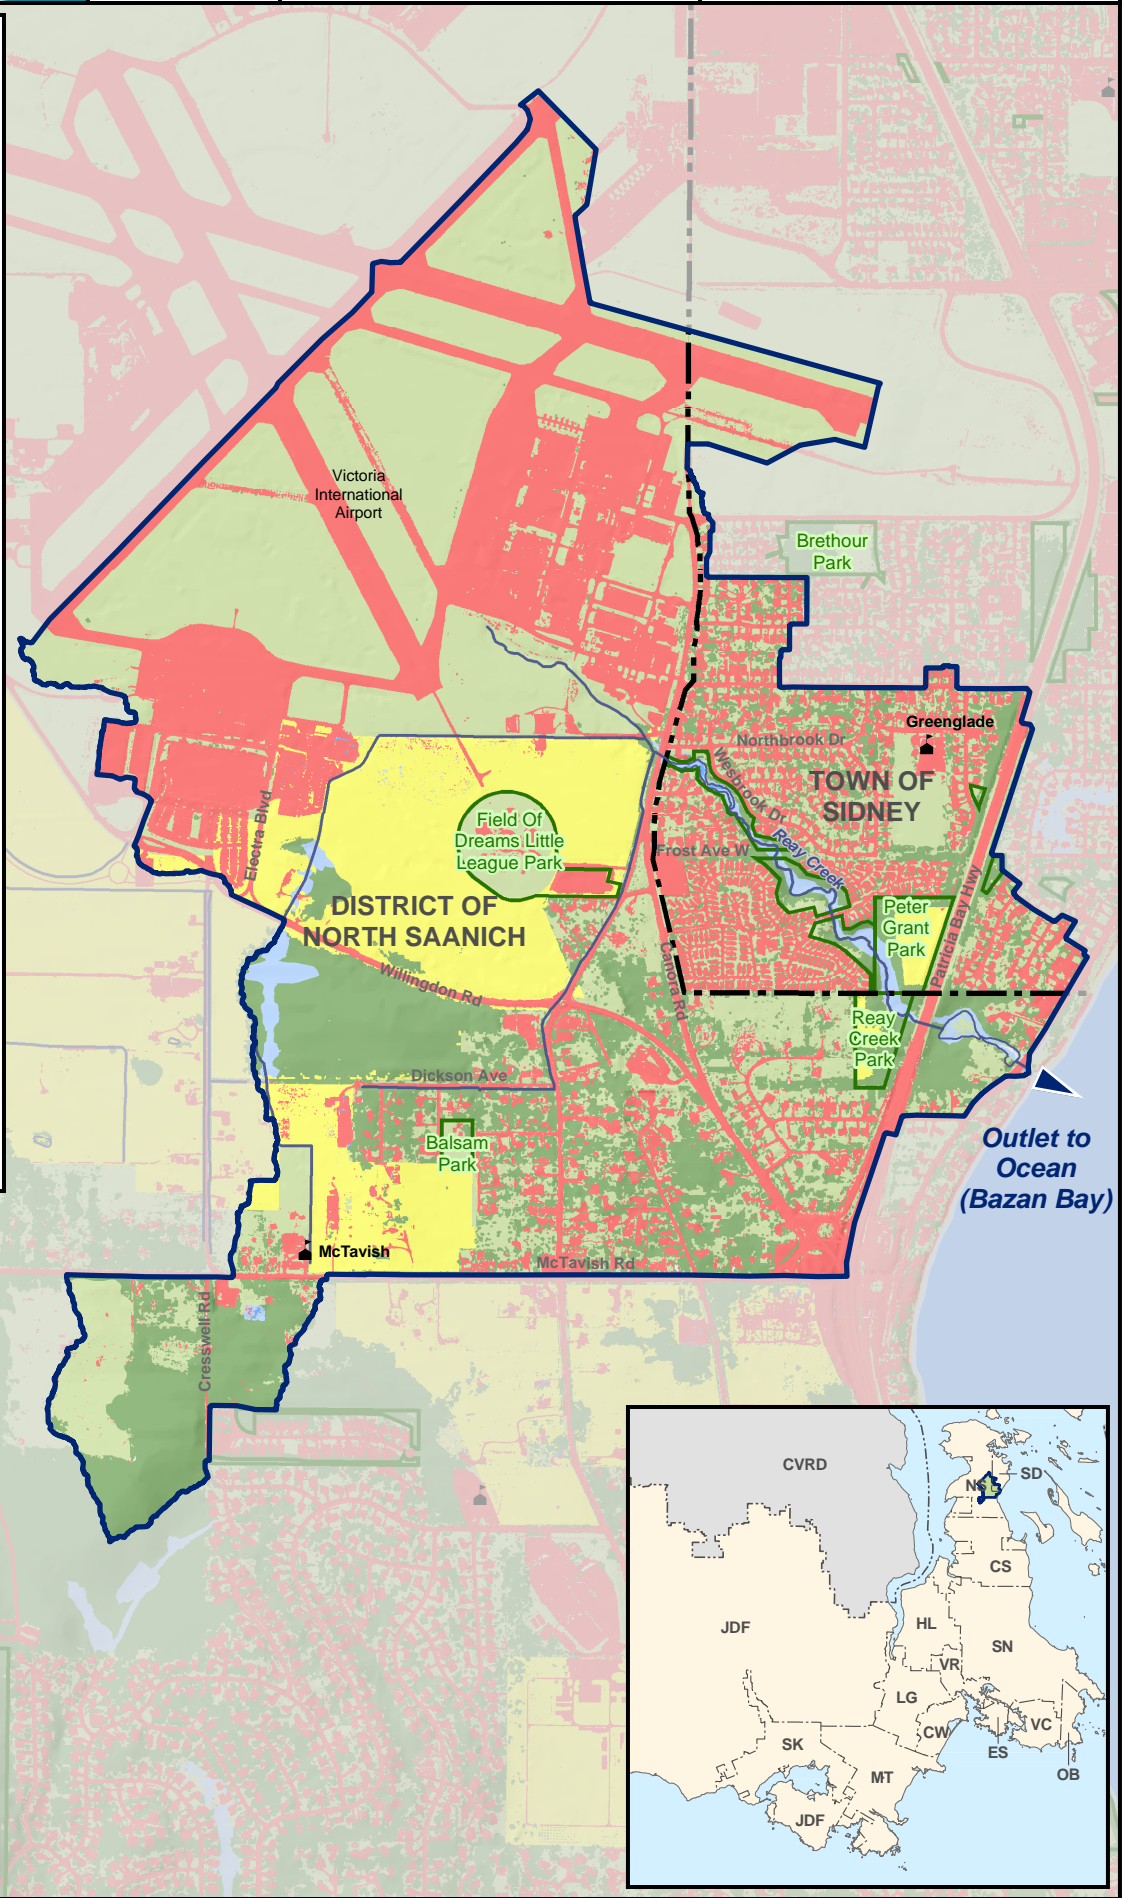 Victoria
International
Airport
Brethour
Park
Greenglade
Northbrook Dr
Wesbrook Dr
TOWN OF
SIDNEY
Reay Creek
Frost Ave W
Electra Blvd
Field Of
Dreams Little
League Park
DISTRICT OF
NORTH SAANICH
Peter
Grant
Park
Patricia Bay Hwy
Willingdon Rd
Canora Rd
Reay
Creek
Park
Dickson Ave
Balsam
Park
Outlet to
Ocean
(Bazan Bay)
McTavish
McTavish Rd
Cresswell Rd
CVRD
SD
NS
CS
JDF
HL
SN
VR
LG
CW
VC
ES
OB
SK
MT
JDF